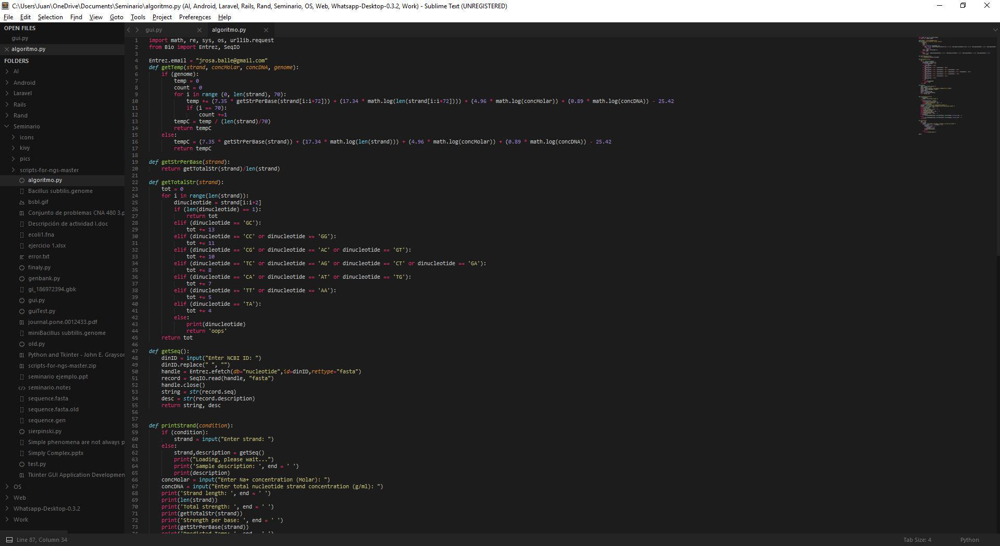 C:\Users\Juan\OneDrive\Documents\Seminario\algoritmo.py (AI, Android, Laravel, Rails, Rand, Seminario, OS, Web, Whatsapp-Desktop-0.3.2, Work) - Sublime Text (UNREGISTERED)
File Edit Selection Find View Goto Tools Project Preferences Help
OPEN FILES
gui.py
algoritmo.py
FOLDERS
AI
Android
Laravel
Rails
Rand
Seminario
icons
kivy
pics
scripts-for-ngs-master
algoritmo.py
Bacillus subtilis.genome
bsbl.gif
Conjunto de problemas CNA 480 3.p
Descripción de actividad I.doc
ecoli1.fna
ejercicio 1.xlsx
error.txt
finaly.py
genbank.py
gi_186972394.gbk
gui.py
guiTest.py
journal.pone.0012433.pdf
miniBacillus subtillis.genome
old.py
Python and Tkinter - John E. Grayson
scripts-for-ngs-master.zip
seminario ejemplo.ppt
seminario.notes
sequence.fasta
sequence.fasta.old
sequence.gen
sierpinski.py
Simple phenomena are not always p
Simply Complex.pptx
test.py
Tkinter GUI Application Developmen
OS
Web
Whatsapp-Desktop-0.3.2
Work
gui.py algoritmo.py
1 import math, re, sys, os, urllib.request
2 from Bio import Entrez, SeqIO
3
4 Entrez.email = "jrosa.balle@gmail.com"
5 def getTemp(strand, concMolar, concDNA, genome):
6 if (genome):
7 temp = 0
8 count = 0
9 for i in range (0, len(strand), 70):
10 temp += (7.35 * getStrPerBase(strand[i:i+72])) + (17.34 * math.log(len(strand[i:i+72]))) + (4.96 * math.log(concMolar)) + (0.89 * math.log(concDNA)) - 25.42
11 if (i == 70):
12 count +=1
13 tempC = temp / (len(strand)/70)
14 return tempC
15 else:
16 tempC = (7.35 * getStrPerBase(strand)) + (17.34 * math.log(len(strand))) + (4.96 * math.log(concMolar)) + (0.89 * math.log(concDNA)) - 25.42
17 return tempC
18
19 def getStrPerBase(strand):
20 return getTotalStr(strand)/len(strand)
21
22 def getTotalStr(strand):
23 tot = 0
24 for i in range(len(strand)):
25 dinucleotide = strand[i:i+2]
26 if (len(dinucleotide) == 1):
27 return tot
28 elif (dinucleotide == 'GC'):
29 tot += 13
30 elif (dinucleotide == 'CC' or dinucleotide == 'GG'):
31 tot += 11
32 elif (dinucleotide == 'CG' or dinucleotide == 'AC' or dinucleotide == 'GT'):
33 tot += 10
34 elif (dinucleotide == 'TC' or dinucleotide == 'AG' or dinucleotide == 'CT' or dinucleotide == 'GA'):
35 tot += 8
36 elif (dinucleotide == 'CA' or dinucleotide == 'AT' or dinucleotide == 'TG'):
37 tot += 7
38 elif (dinucleotide == 'TT' or dinucleotide == 'AA'):
39 tot += 5
40 elif (dinucleotide == 'TA'):
41 tot += 4
42 else:
43 print(dinucleotide)
44 return 'oops'
45 return tot
46
47 def getSeq():
48 dinID = input("Enter NCBI ID: ")
49 dinID.replace(" ", "")
50 handle = Entrez.efetch(db="nucleotide",id=dinID,rettype="fasta")
51 record = SeqIO.read(handle, "fasta")
52 handle.close()
53 string = str(record.seq)
54 desc = str(record.description)
55 return string, desc
56
57
58 def printStrand(condition):
59 if (condition):
60 strand = input("Enter strand: ")
61 else:
62 strand,description = getSeq()
63 print("Loading, please wait...")
64 print('Sample description: ', end = ' ')
65 print(description)
66 concMolar = input("Enter Na+ concentration (Molar): ")
67 concDNA = input("Enter total nucleotide strand concentration (g/ml): ")
68 print('Strand length: ', end = ' ')
69 print(len(strand))
70 print('Total strength: ', end = ' ')
71 print(getTotalStr(strand))
72 print('Strength per base: ', end = ' ')
73 print(getStrPerBase(strand))
74 print('Predicted Temp: ', end = ' ')
Line 87, Column 34
Tab Size: 4 Python